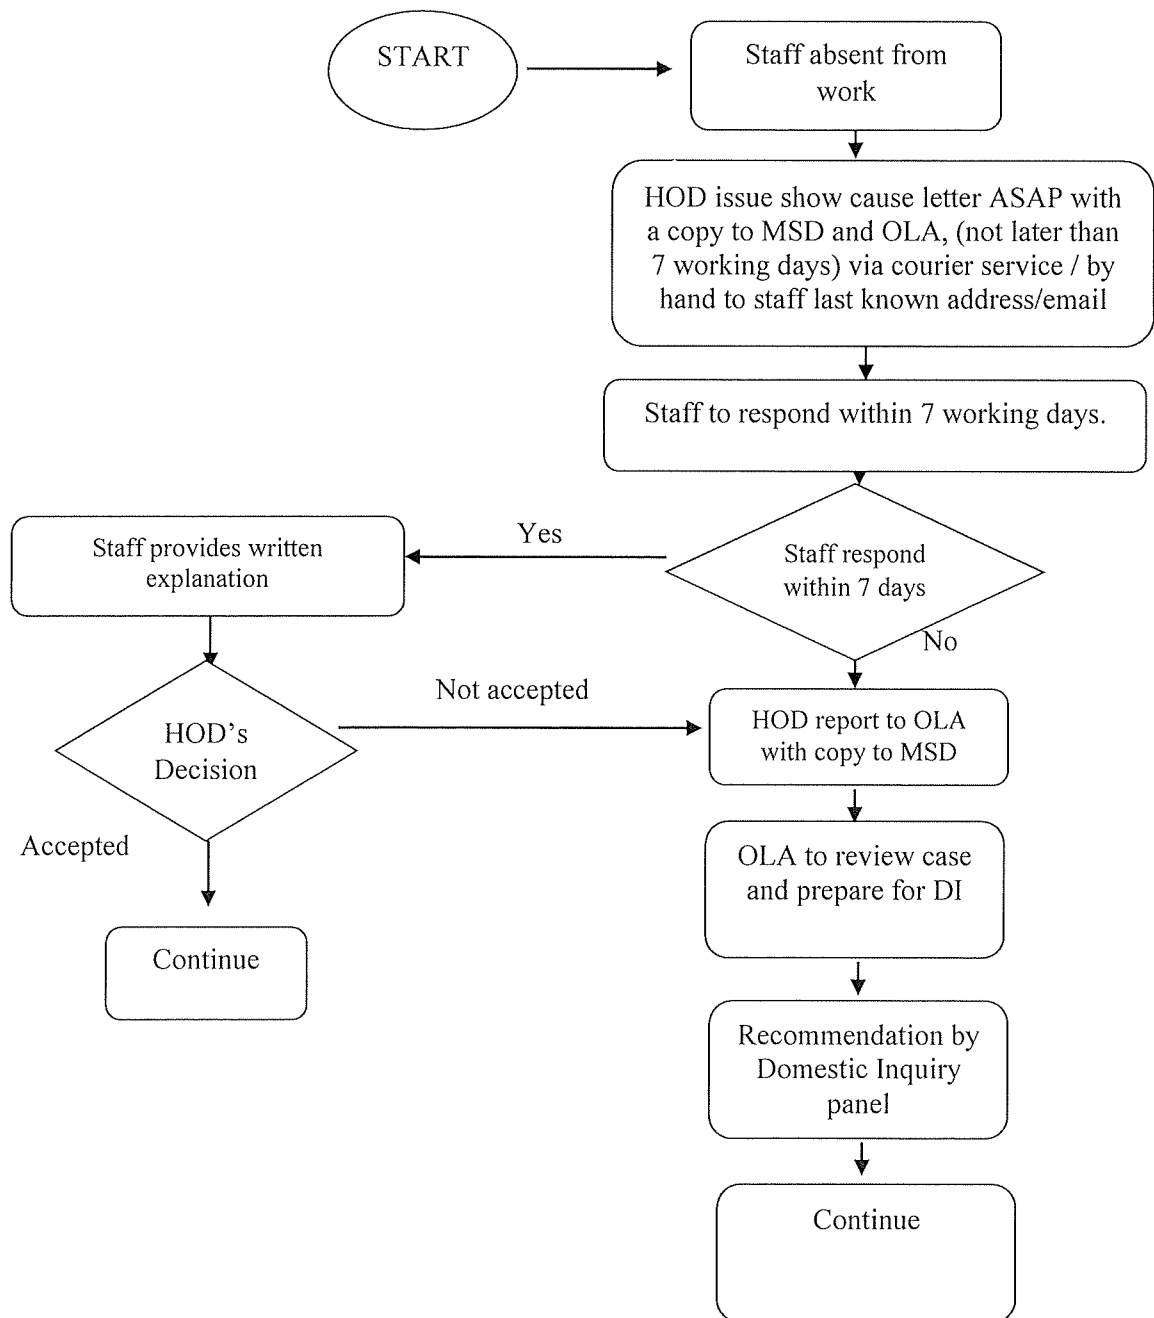 START
Staff absent from
work
HOD issue show cause letter ASAP with
a copy to MSD and OLA, (not later than
7 working days) via courier service / by
hand to staff last known address/email
Staff to respond within 7 working days.
Staff respond
within 7 days
Yes
Staff provides written
explanation
No
HOD's
Decision
Not accepted
HOD report to OLA
with copy to MSD
Accepted
Continue
OLA to review case
and prepare for DI
Recommendation by
Domestic Inquiry
panel
Continue